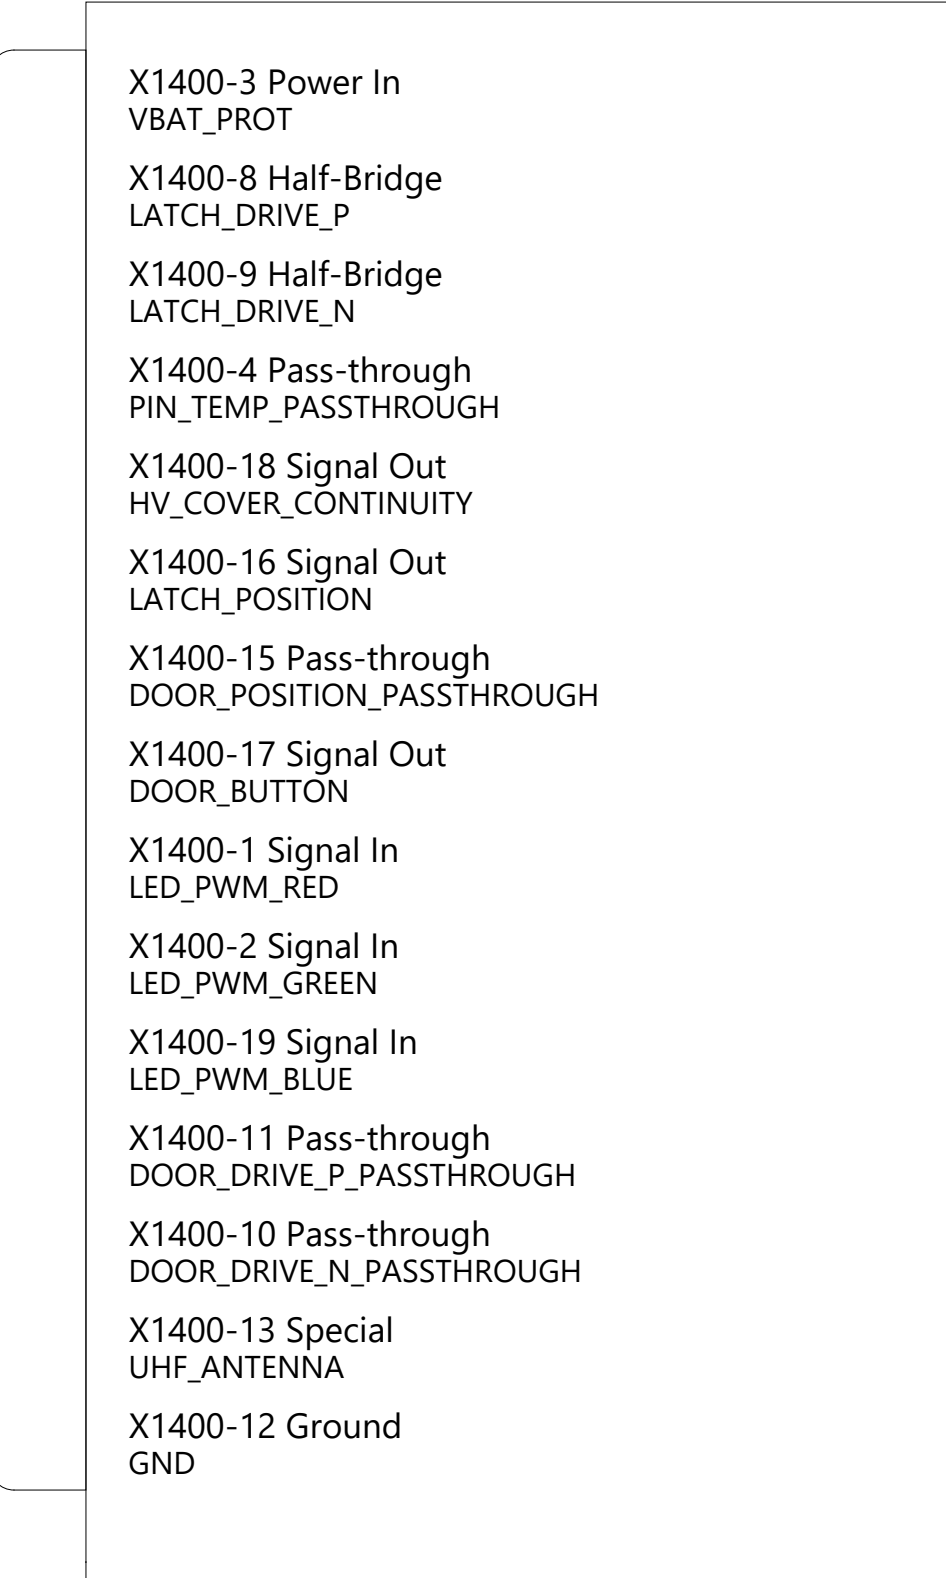 X1400-3 Power In
VBAT_PROT
X1400-8 Half-Bridge
LATCH_DRIVE_P
X1400-9 Half-Bridge
LATCH_DRIVE_N
X1400-4 Pass-through
PIN_TEMP_PASSTHROUGH
X1400-18 Signal Out
HV_COVER_CONTINUITY
X1400-16 Signal Out
LATCH_POSITION
X1400-15 Pass-through
DOOR_POSITION_PASSTHROUGH
X1400-17 Signal Out
DOOR_BUTTON
X1400-1 Signal In
LED_PWM_RED
X1400-2 Signal In
LED_PWM_GREEN
X1400-19 Signal In
LED_PWM_BLUE
X1400-11 Pass-through
DOOR_DRIVE_P_PASSTHROUGH
X1400-10 Pass-through
DOOR_DRIVE_N_PASSTHROUGH
X1400-13 Special
UHF_ANTENNA
X1400-12 Ground
GND